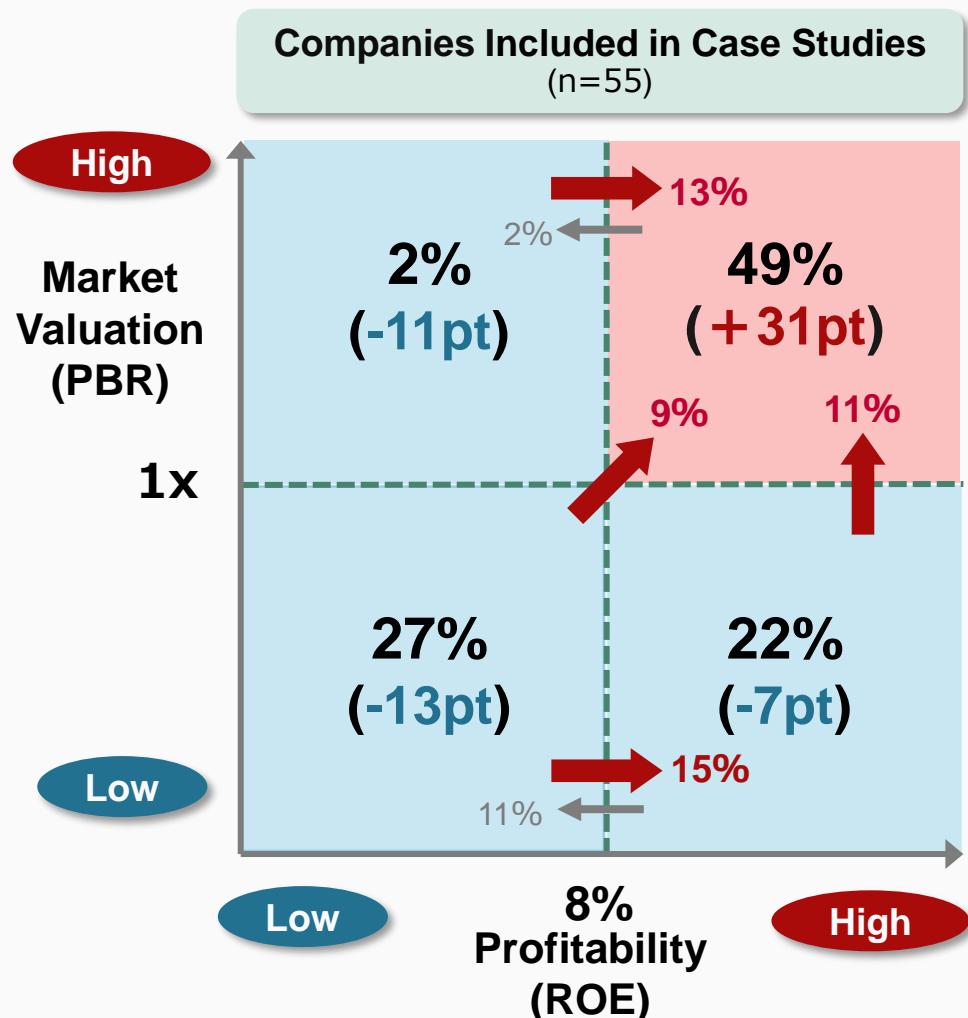 Companies Included in Case Studies
(n=55)
High
Market
Valuation
(PBR)
1x
Low
13%
2%
2%
(-11pt)
49%
(+31pt)
9%
11%
27%
(-13pt)
22%
(-7pt)
15%
11%
Low
8%
Profitability
(ROE)
High